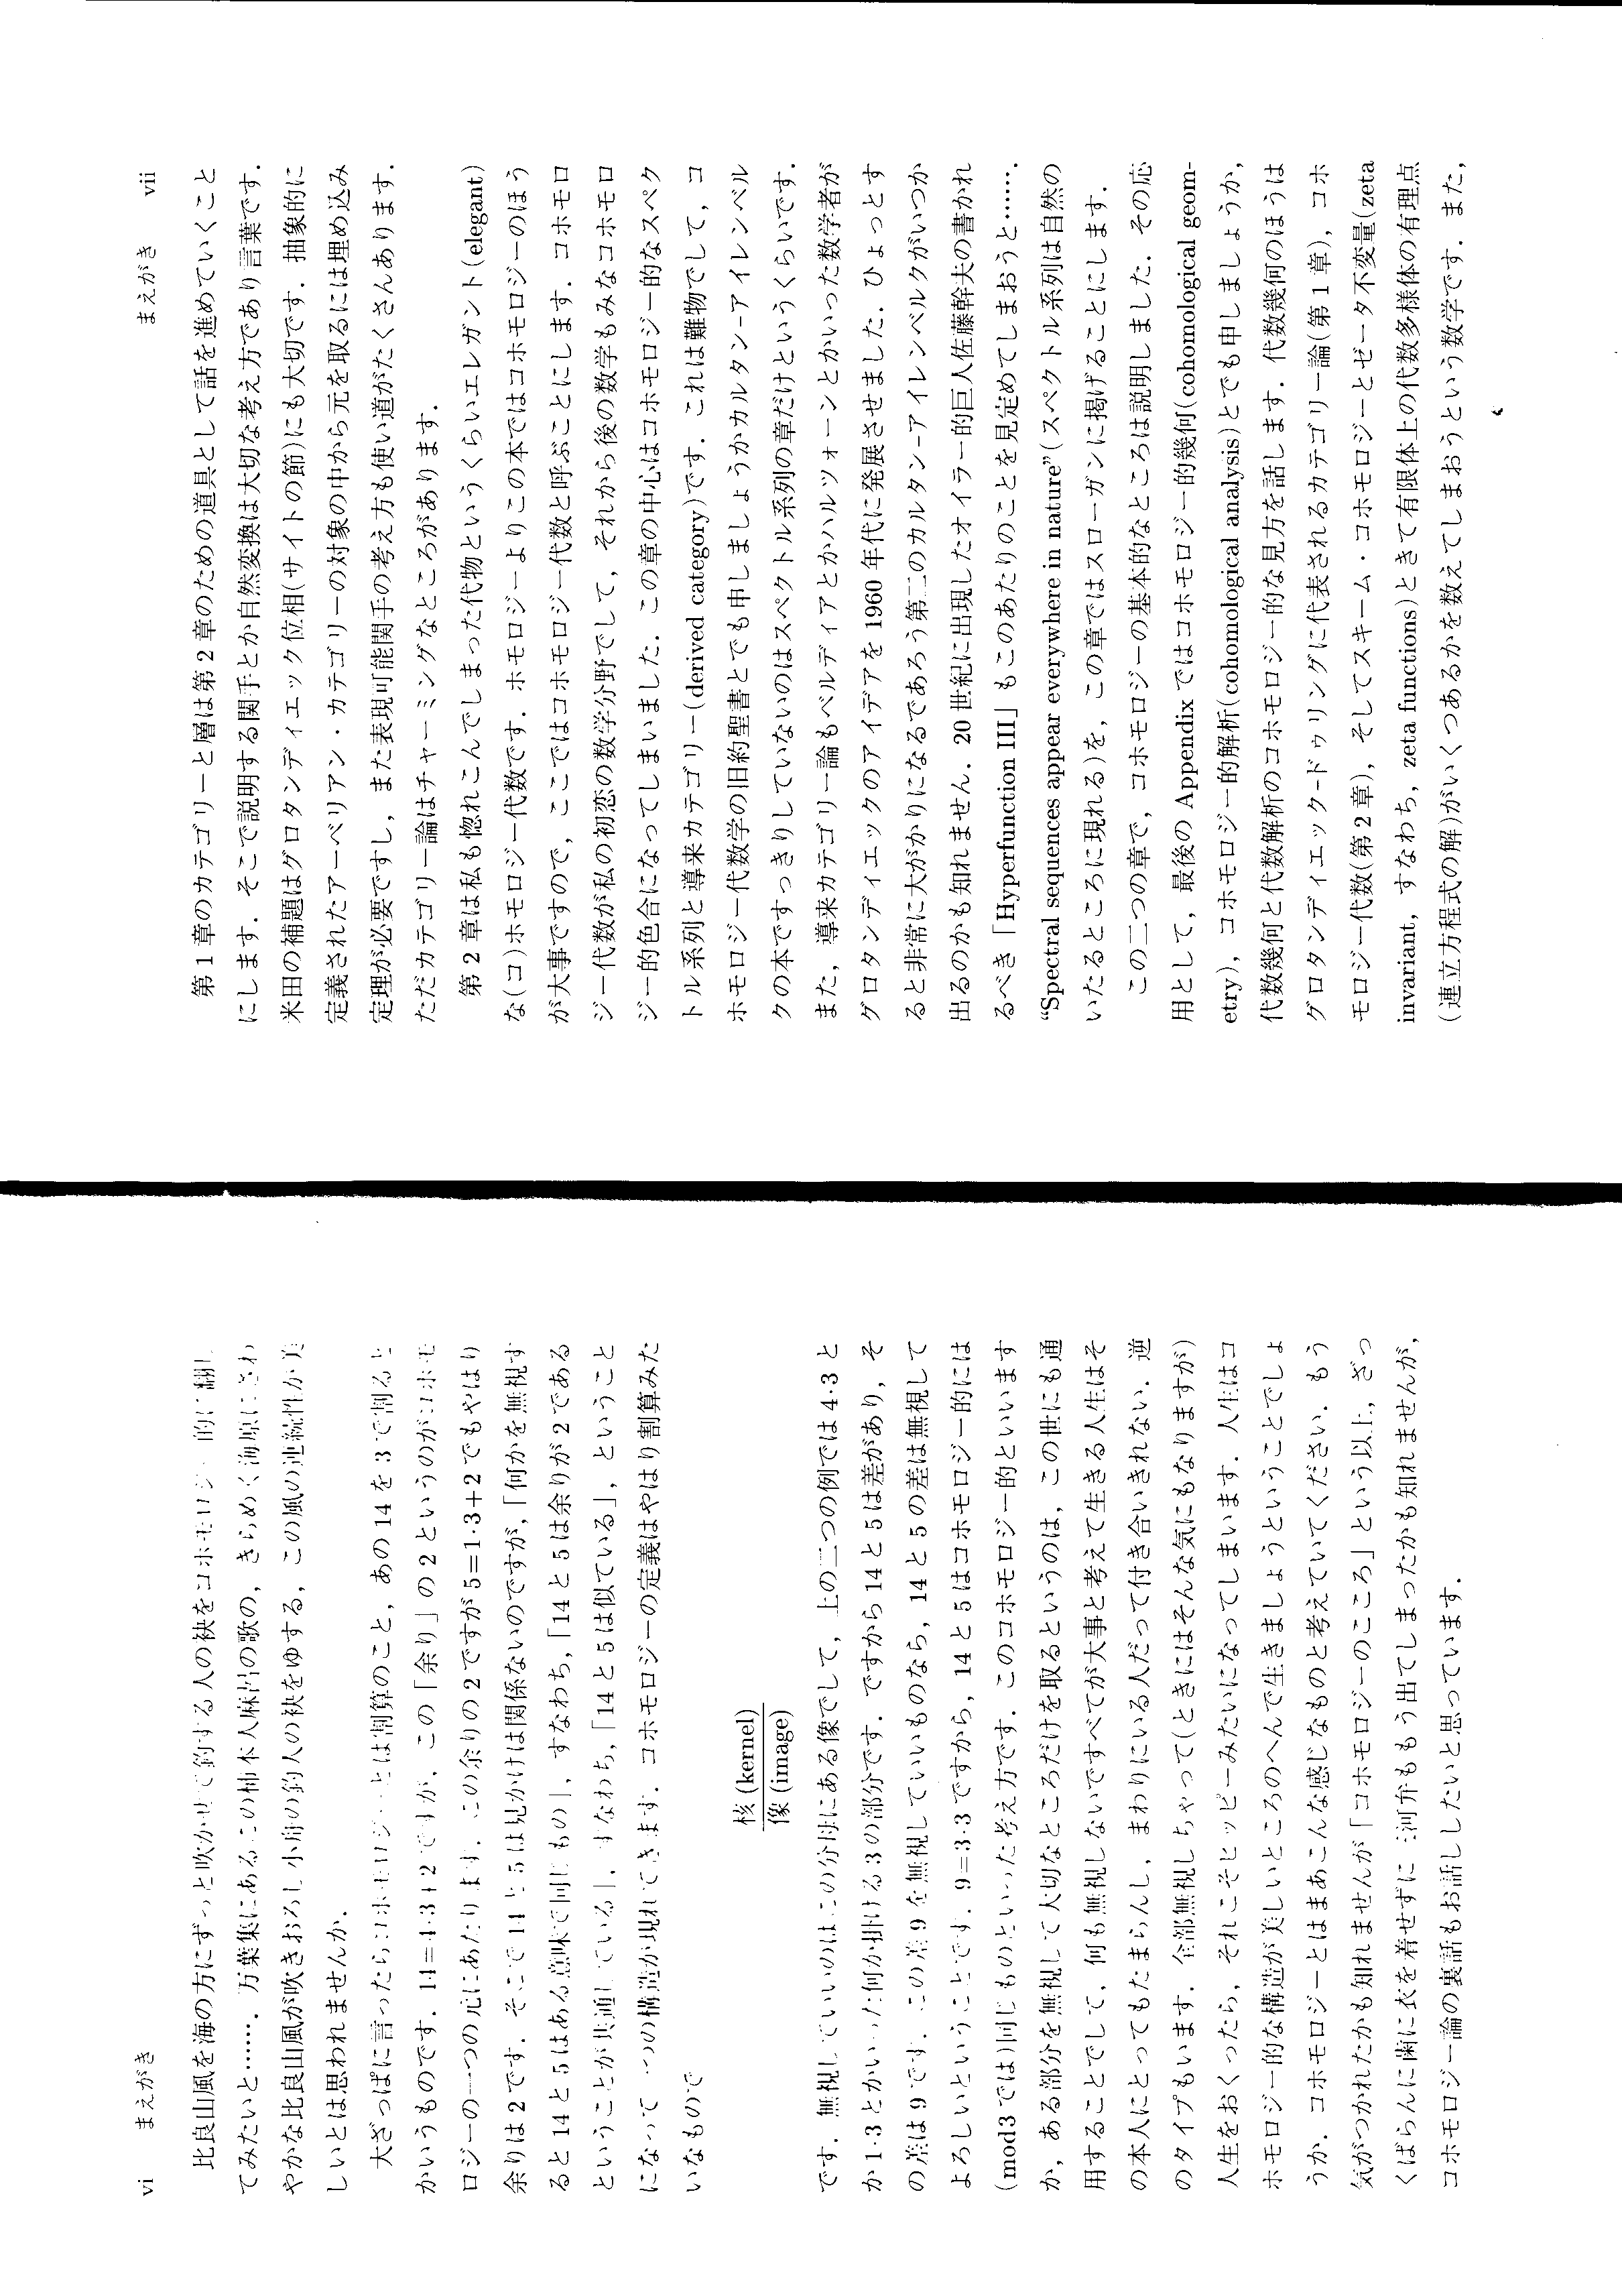 vi　まえがき
比良山風を海の方にずっと吹かせて釣する人の袂をコホモロジー的に翻し
てみたいと……. 万葉集にあるこの柿本人麻呂の歌の, きらめく海原にさわ
やかな比良山風が吹きおろし小舟の釣人の袂をゆする, この風の連続性が美
しいとは思われませんか.
大ざっぱに言ったらコホモロジーとは割算のこと, あの 14 を 3 で割ると
かいうものです. 14=4·3+2 ですが, この「余り」の 2 というのがコホモ
ロジーの一つの元にあたります. この余りの 2 ですが 5=1·3+2 でもやはり
余りは 2 です. そこで 14 と 5 は見かけは関係ないのですが,「何かを無視す
ると 14 と 5 はある意味で同じもの」, すなわち,「14 と 5 は余りが 2 である
ということが共通している」, すなわち,「14 と 5 は似ている」, ということ
になって一つの構造が現れてきます. コホモロジーの定義はやはり割算みた
いなもので
核 (kernel)
像 (image)
です. 無視していいのはこの分母にある像でして, 上の二つの例では 4·3 と
か 1·3 とかいった何か掛ける 3 の部分です. ですから 14 と 5 は差があり, そ
の差は 9 です. この差 9 を無視していいものなら, 14 と 5 の差は無視して
よろしいということです. 9=3·3 ですから, 14 と 5 はコホモロジー的には
(mod3 では)同じものといった考え方です. このコホモロジー的といいます
か, ある部分を無視して大切なところだけを取るというのは, この世にも通
用することでして, 何も無視しないですべてが大事と考えて生きる人生はそ
の本人にとってもたまらんし, まわりにいる人だって付き合いきれない. 逆
のタイプもいます. 全部無視しちゃって(ときにはそんな気にもなりますが)
人生をおくったら, それこそヒッピーみたいになってしまいます. 人生はコ
ホモロジー的な構造が美しいところのへんで生きましょうということでしょ
うか. コホモロジーとはまあこんな感じなものと考えていてください. もう
気がつかれたかも知れませんが「コホモロジーのこころ」という以上, ざっ
くばらんに歯に衣を着せずに三河弁ももう出てしまったかも知れませんが,
コホモロジー論の裏話もお話ししたいと思っています.
まえがき　vii
第 1 章のカテゴリーと層は第 2 章のための道具として話を進めていくこと
にします. そこで説明する関手とか自然変換は大切な考え方であり言葉です.
米田の補題はグロタンディエック位相(サイトの節)にも大切です. 抽象的に
定義されたアーベリアン・カテゴリーの対象の中から元を取るには埋め込み
定理が必要ですし, また表現可能関手の考え方も使い道がたくさんあります.
ただカテゴリー論はチャーミングなところがあります.
第 2 章は私も惚れこんでしまった代物というくらいエレガント(elegant)
な(コ)ホモロジー代数です. ホモロジーよりこの本ではコホモロジーのほう
が大事ですので, ここではコホモロジー代数と呼ぶことにします. コホモロ
ジー代数が私の初恋の数学分野でして, それから後の数学もみなコホモロ
ジー的色合になってしまいました. この章の中心はコホモロジー的なスペク
トル系列と導来カテゴリー(derived category)です. これは難物でして, コ
ホモロジー代数学の旧約聖書とでも申しましょうかカルタン-アイレンベル
クの本ですっきりしていないのはスペクトル系列の章だけというくらいです.
また, 導来カテゴリー論もベルディアとかハルツォーンとかいった数学者が
グロタンディエックのアイデアを 1960 年代に発展させました. ひょっとす
ると非常に大がかりになるであろう第二のカルタン-アイレンベルクがいつか
出るのかも知れません. 20 世紀に出現したオイラー的巨人佐藤幹夫の書かれ
るべき「Hyperfunction III」もこのあたりのことを見定めてしまおうと…….
“Spectral sequences appear everywhere in nature”(スペクトル系列は自然の
いたるところに現れる)を, この章ではスローガンに掲げることにします.
この二つの章で, コホモロジーの基本的なところは説明しました. その応
用として, 最後の Appendix ではコホモロジー的幾何(cohomological geom-
etry), コホモロジー的解析(cohomological analysis)とでも申しましょうか,
代数幾何と代数解析のコホモロジー的な見方を話します. 代数幾何のほうは
グロタンディエック-ドゥリングに代表されるカテゴリー論(第 1 章), コホ
モロジー代数(第 2 章), そしてスキーム・コホモロジーとゼータ不変量(zeta
invariant, すなわち, zeta functions)ときて有限体上の代数多様体の有理点
(連立方程式の解)がいくつあるかを数えてしまおうという数学です. また,